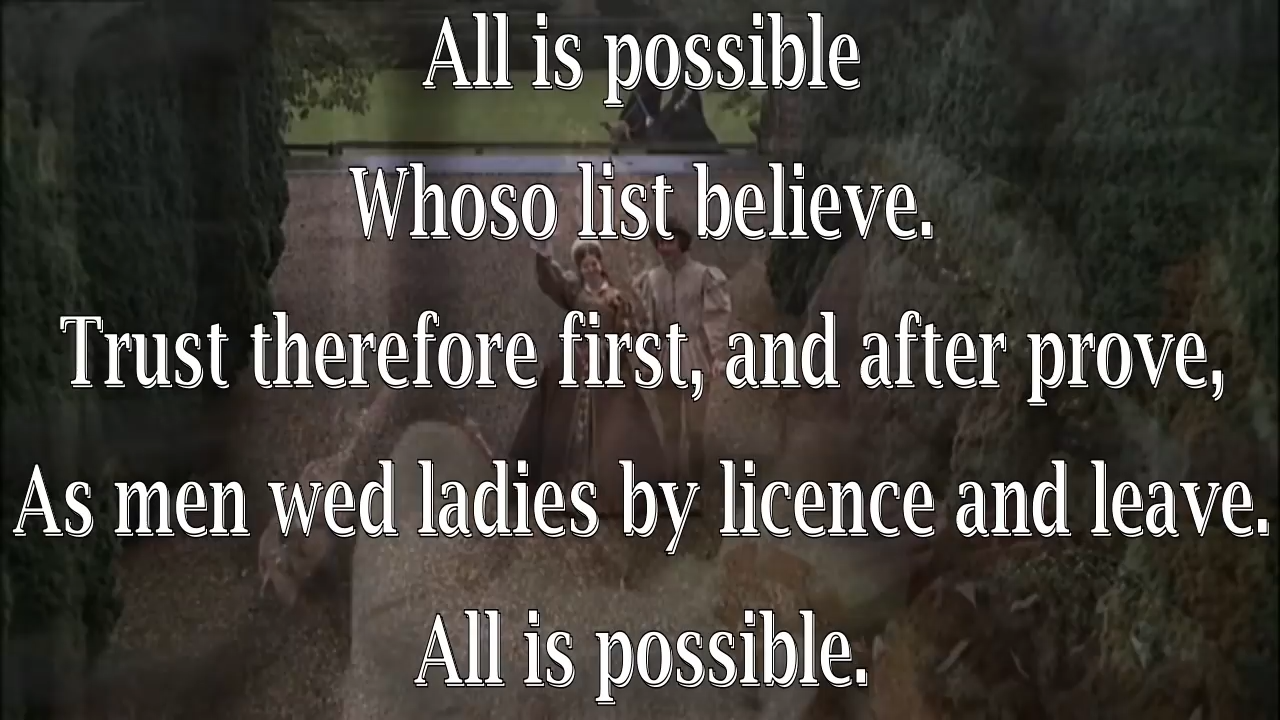 All is possible
Whoso list believe.
Trust therefore first, and after prove,
As men wed ladies by licence and leave.
All is possible.